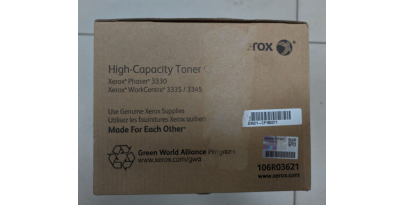 xerox
High-Capacity Toner
Xerox® Phaser® 3330
Xerox® WorkCentre® 3335 / 3345
Use Genuine Xerox Supplies
Utilisez les fournitures Xerox
Made For Each Other®
Green World Alliance Program
www.xerox.com/gwa
106R03621
www.xerox.com